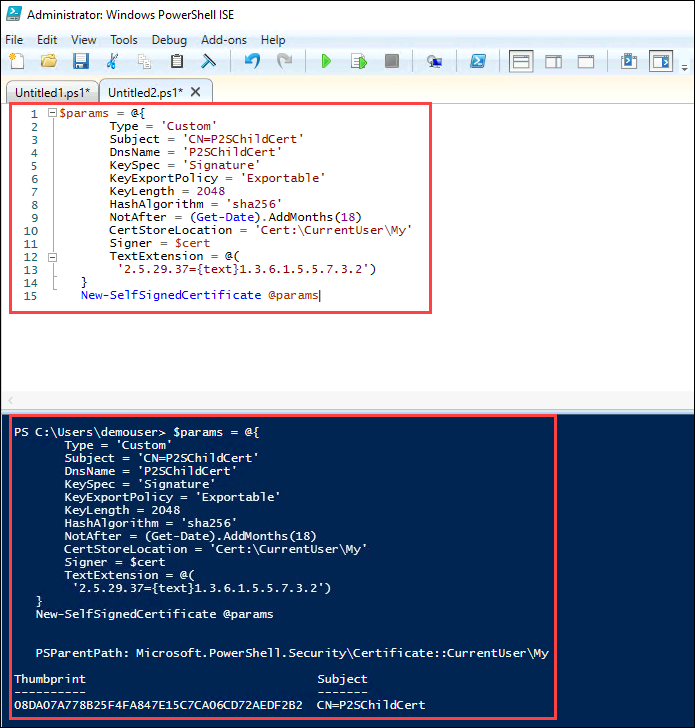 Administrator: Windows PowerShell ISE
File Edit View Tools Debug Add-ons Help
Untitled1.ps1* Untitled2.ps1* X
1 $params = @{
2 Type = 'Custom'
3 Subject = 'CN=P2SChildCert'
4 DnsName = 'P2SChildCert'
5 KeySpec = 'Signature'
6 KeyExportPolicy = 'Exportable'
7 KeyLength = 2048
8 HashAlgorithm = 'sha256'
9 NotAfter = (Get-Date).AddMonths(18)
10 CertStoreLocation = 'Cert:\CurrentUser\My'
11 Signer = $cert
12 TextExtension = @(
13 '2.5.29.37={text}1.3.6.1.5.5.7.3.2')
14 }
15 New-SelfSignedCertificate @params
PS C:\Users\demouser> $params = @{
Type = 'Custom'
Subject = 'CN=P2SChildCert'
DnsName = 'P2SChildCert'
KeySpec = 'Signature'
KeyExportPolicy = 'Exportable'
KeyLength = 2048
HashAlgorithm = 'sha256'
NotAfter = (Get-Date).AddMonths(18)
CertStoreLocation = 'Cert:\CurrentUser\My'
Signer = $cert
TextExtension = @(
'2.5.29.37={text}1.3.6.1.5.5.7.3.2')
}
New-SelfSignedCertificate @params
PSParentPath: Microsoft.PowerShell.Security\Certificate::CurrentUser\My
Thumbprint Subject
---------- -------
08DA07A778B25F4FA847E15C7CA06CD72AEDF2B2 CN=P2SChildCert